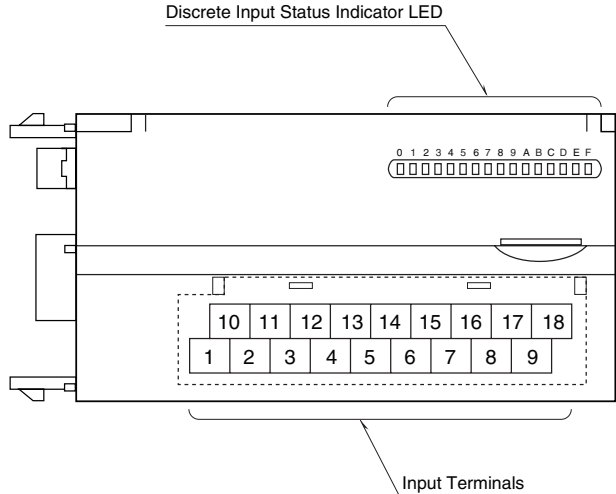 Discrete Input Status Indicator LED
0 1 2 3 4 5 6 7 8 9 A B C D E F
10 11 12 13 14 15 16 17 18
1 2 3 4 5 6 7 8 9
Input Terminals